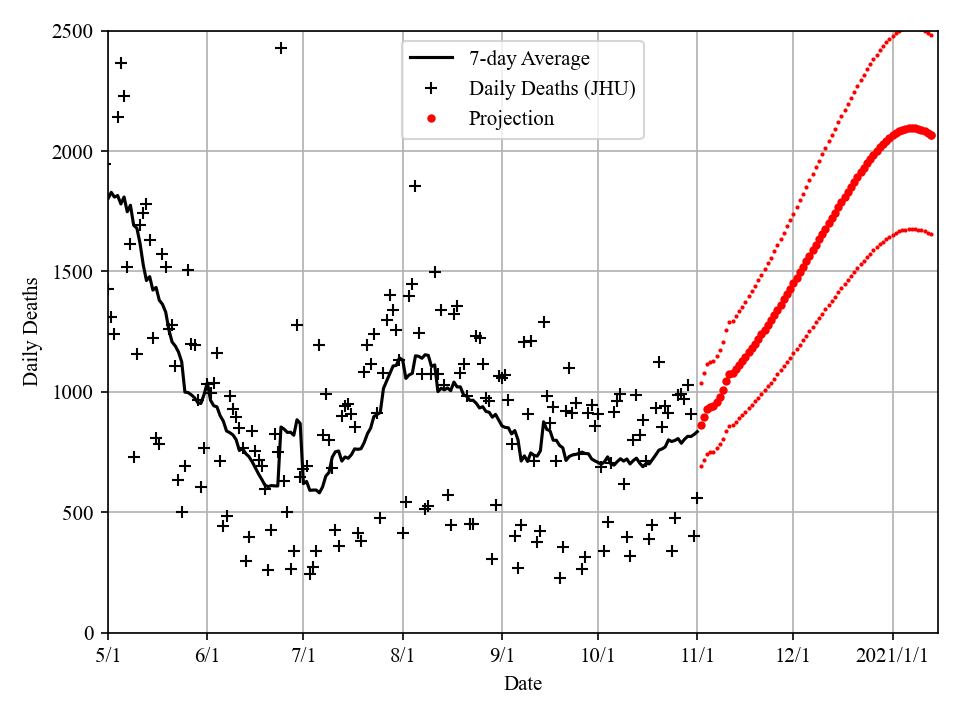 2500
2000
1500
1000
500
0
Daily Deaths
7-day Average
Daily Deaths (JHU)
Projection
5/1 6/1 7/1 8/1 9/1 10/1 11/1 12/1 2021/1/1
Date